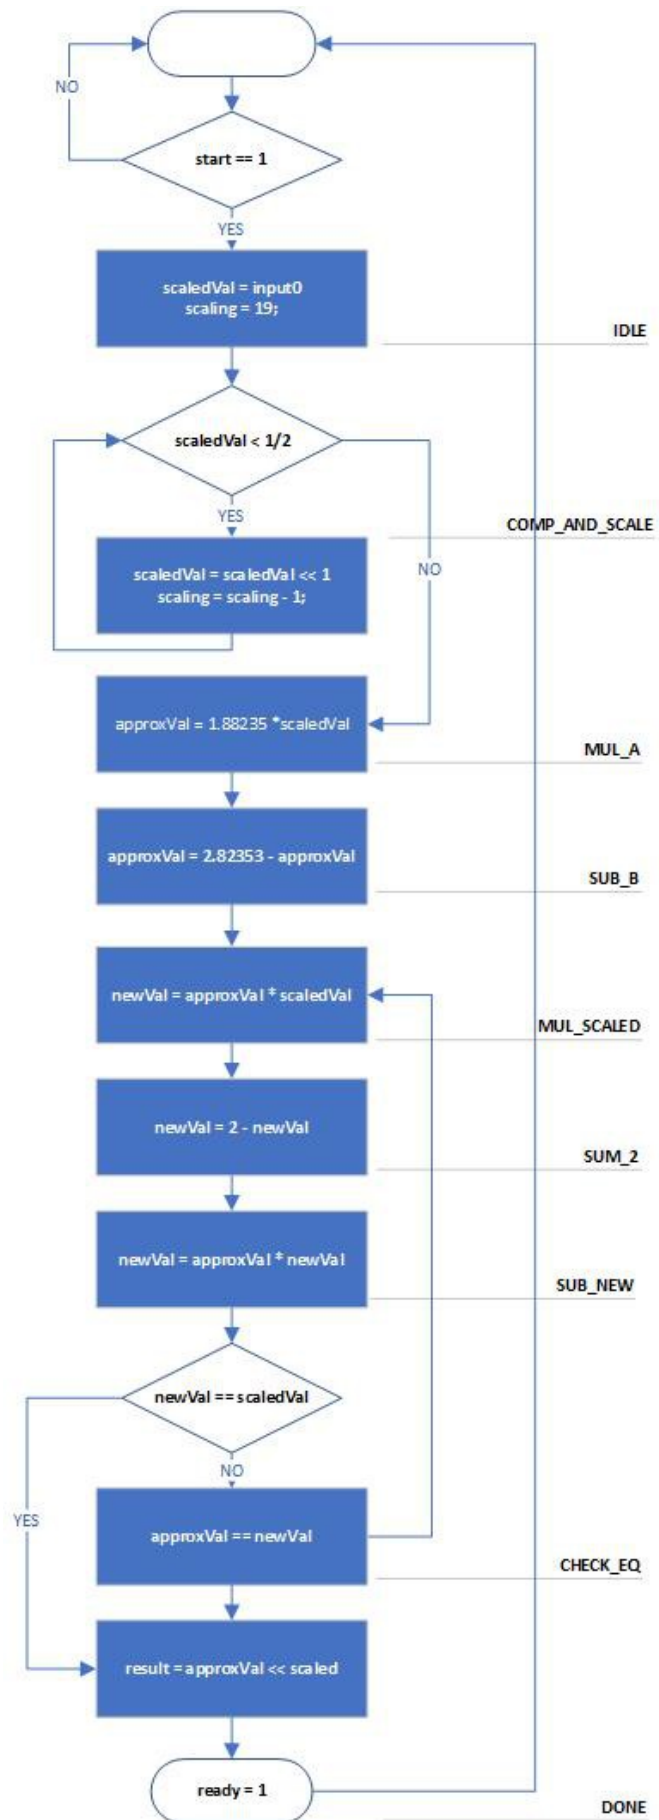 NO
start == 1
YES
scaledVal = input0
scaling = 19;
IDLE
scaledVal < 1/2
YES
COMP_AND_SCALE
scaledVal = scaledVal << 1
scaling = scaling - 1;
NO
approxVal = 1.88235 *scaledVal
MUL_A
approxVal = 2.82353 - approxVal
SUB_B
newVal = approxVal * scaledVal
MUL_SCALED
newVal = 2 - newVal
SUM_2
newVal = approxVal * newVal
SUB_NEW
newVal == scaledVal
NO
YES
approxVal == newVal
CHECK_EQ
result = approxVal << scaled
ready = 1
DONE